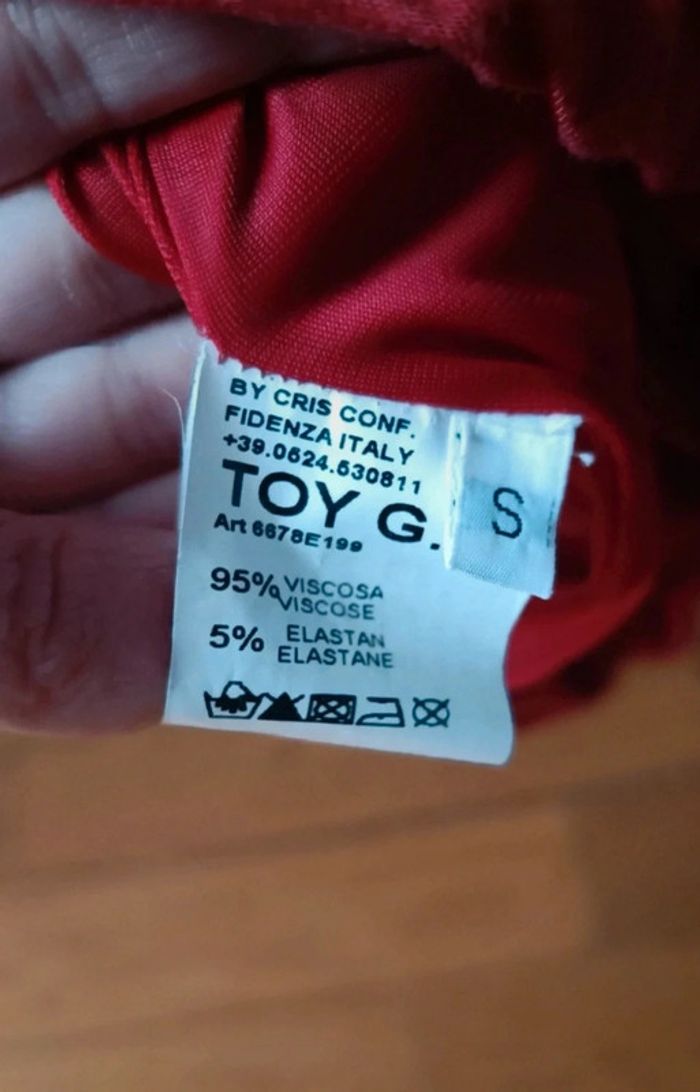 BY CRIS CONF.
FIDENZA ITALY
+39.0524.530811
TOY G.
Art 6678E199
S
95% VISCOSA
VISCOSE
5% ELASTAN
ELASTANE